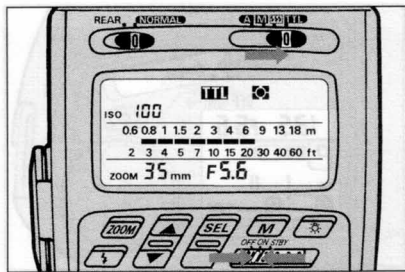 REAR NORMAL A M TTL
TTL
ISO 100
0.6 0.8 1 1.5 2 3 4 6 9 13 18 m
2 3 4 5 7 10 15 20 30 40 60 ft
ZOOM 35 mm F5.6
ZOOM SEL M
OFF ON STBY